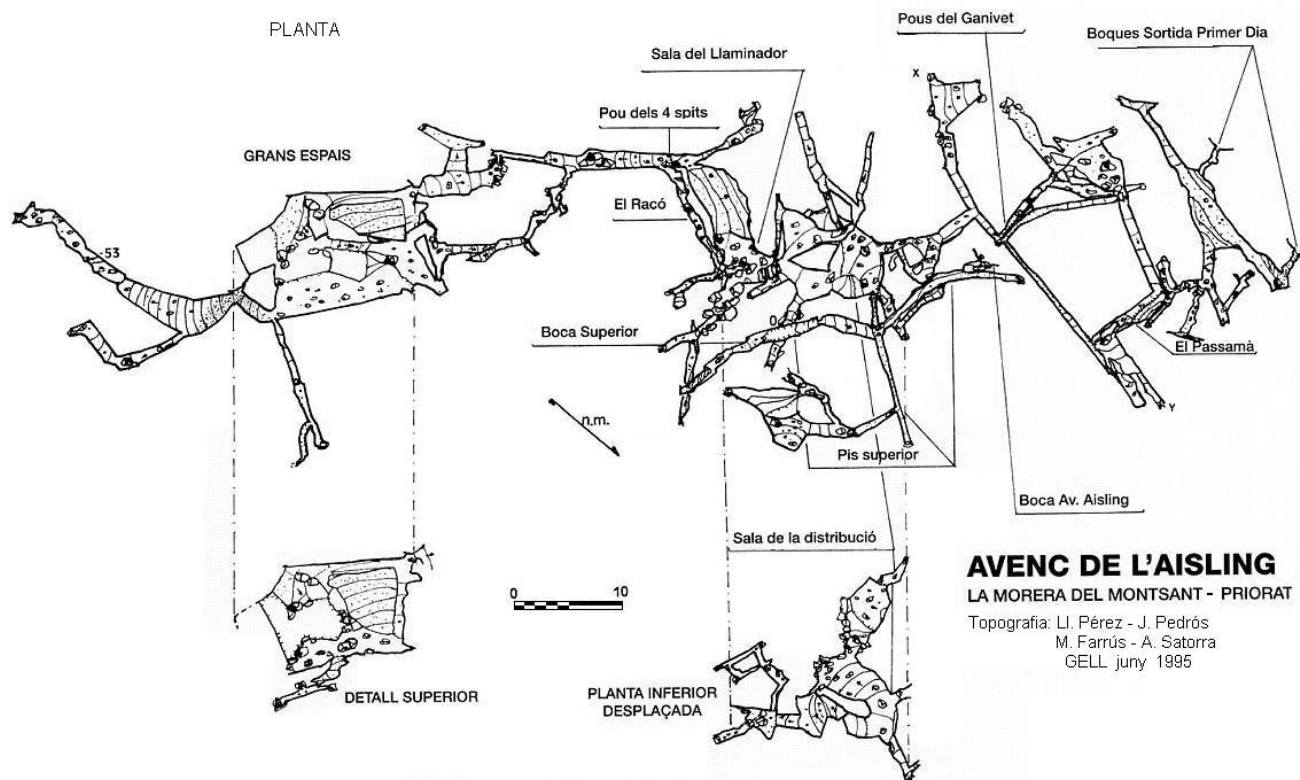 PLANTA
Pous del Ganivet
Boques Sortida Primer Dia
Sala del Llaminador
X
Pou dels 4 spits
GRANS ESPAIS
El Racó
-53
Boca Superior
0
El Passamà
n.m.
Y
Pis superior
Boca Av. Aisling
Sala de la distribució
AVENC DE L'AISLING
LA MORERA DEL MONTSANT - PRIORAT
0 10
Topografia: Ll. Pérez - J. Pedrós
M. Farrús - A. Satorra
GELL juny 1995
DETALL SUPERIOR
PLANTA INFERIOR
DESPLAÇADA